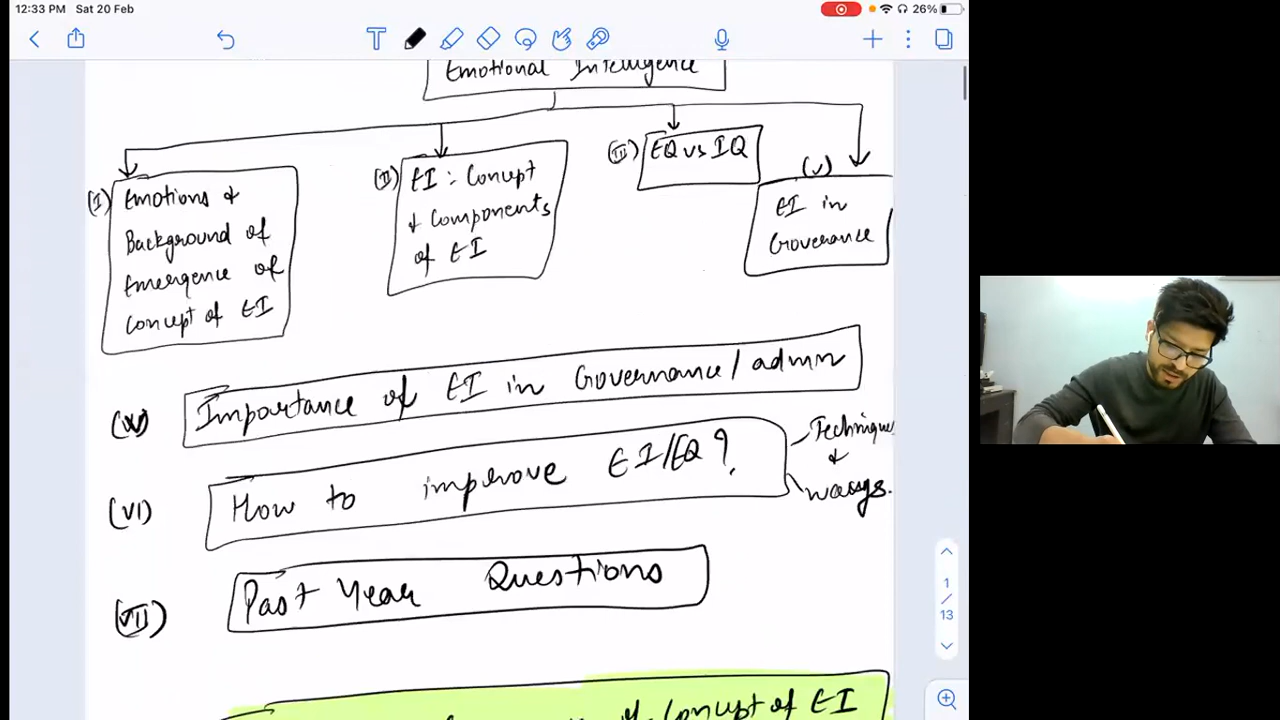 12:33 PM Sat 20 Feb
26%
Emotional Intelligence
(I) Emotions &
Background of
Emergence of
Concept of EI
(II) EI : Concept
& Components
of EI
(III) EQ vs IQ
(V)
EI in
Governance
Importance of EI in Governance/admn
(VI) How to improve EI/EQ?
Techniques
&
ways.
(VII) Past Year Questions
of Concept of EI
1
/
13